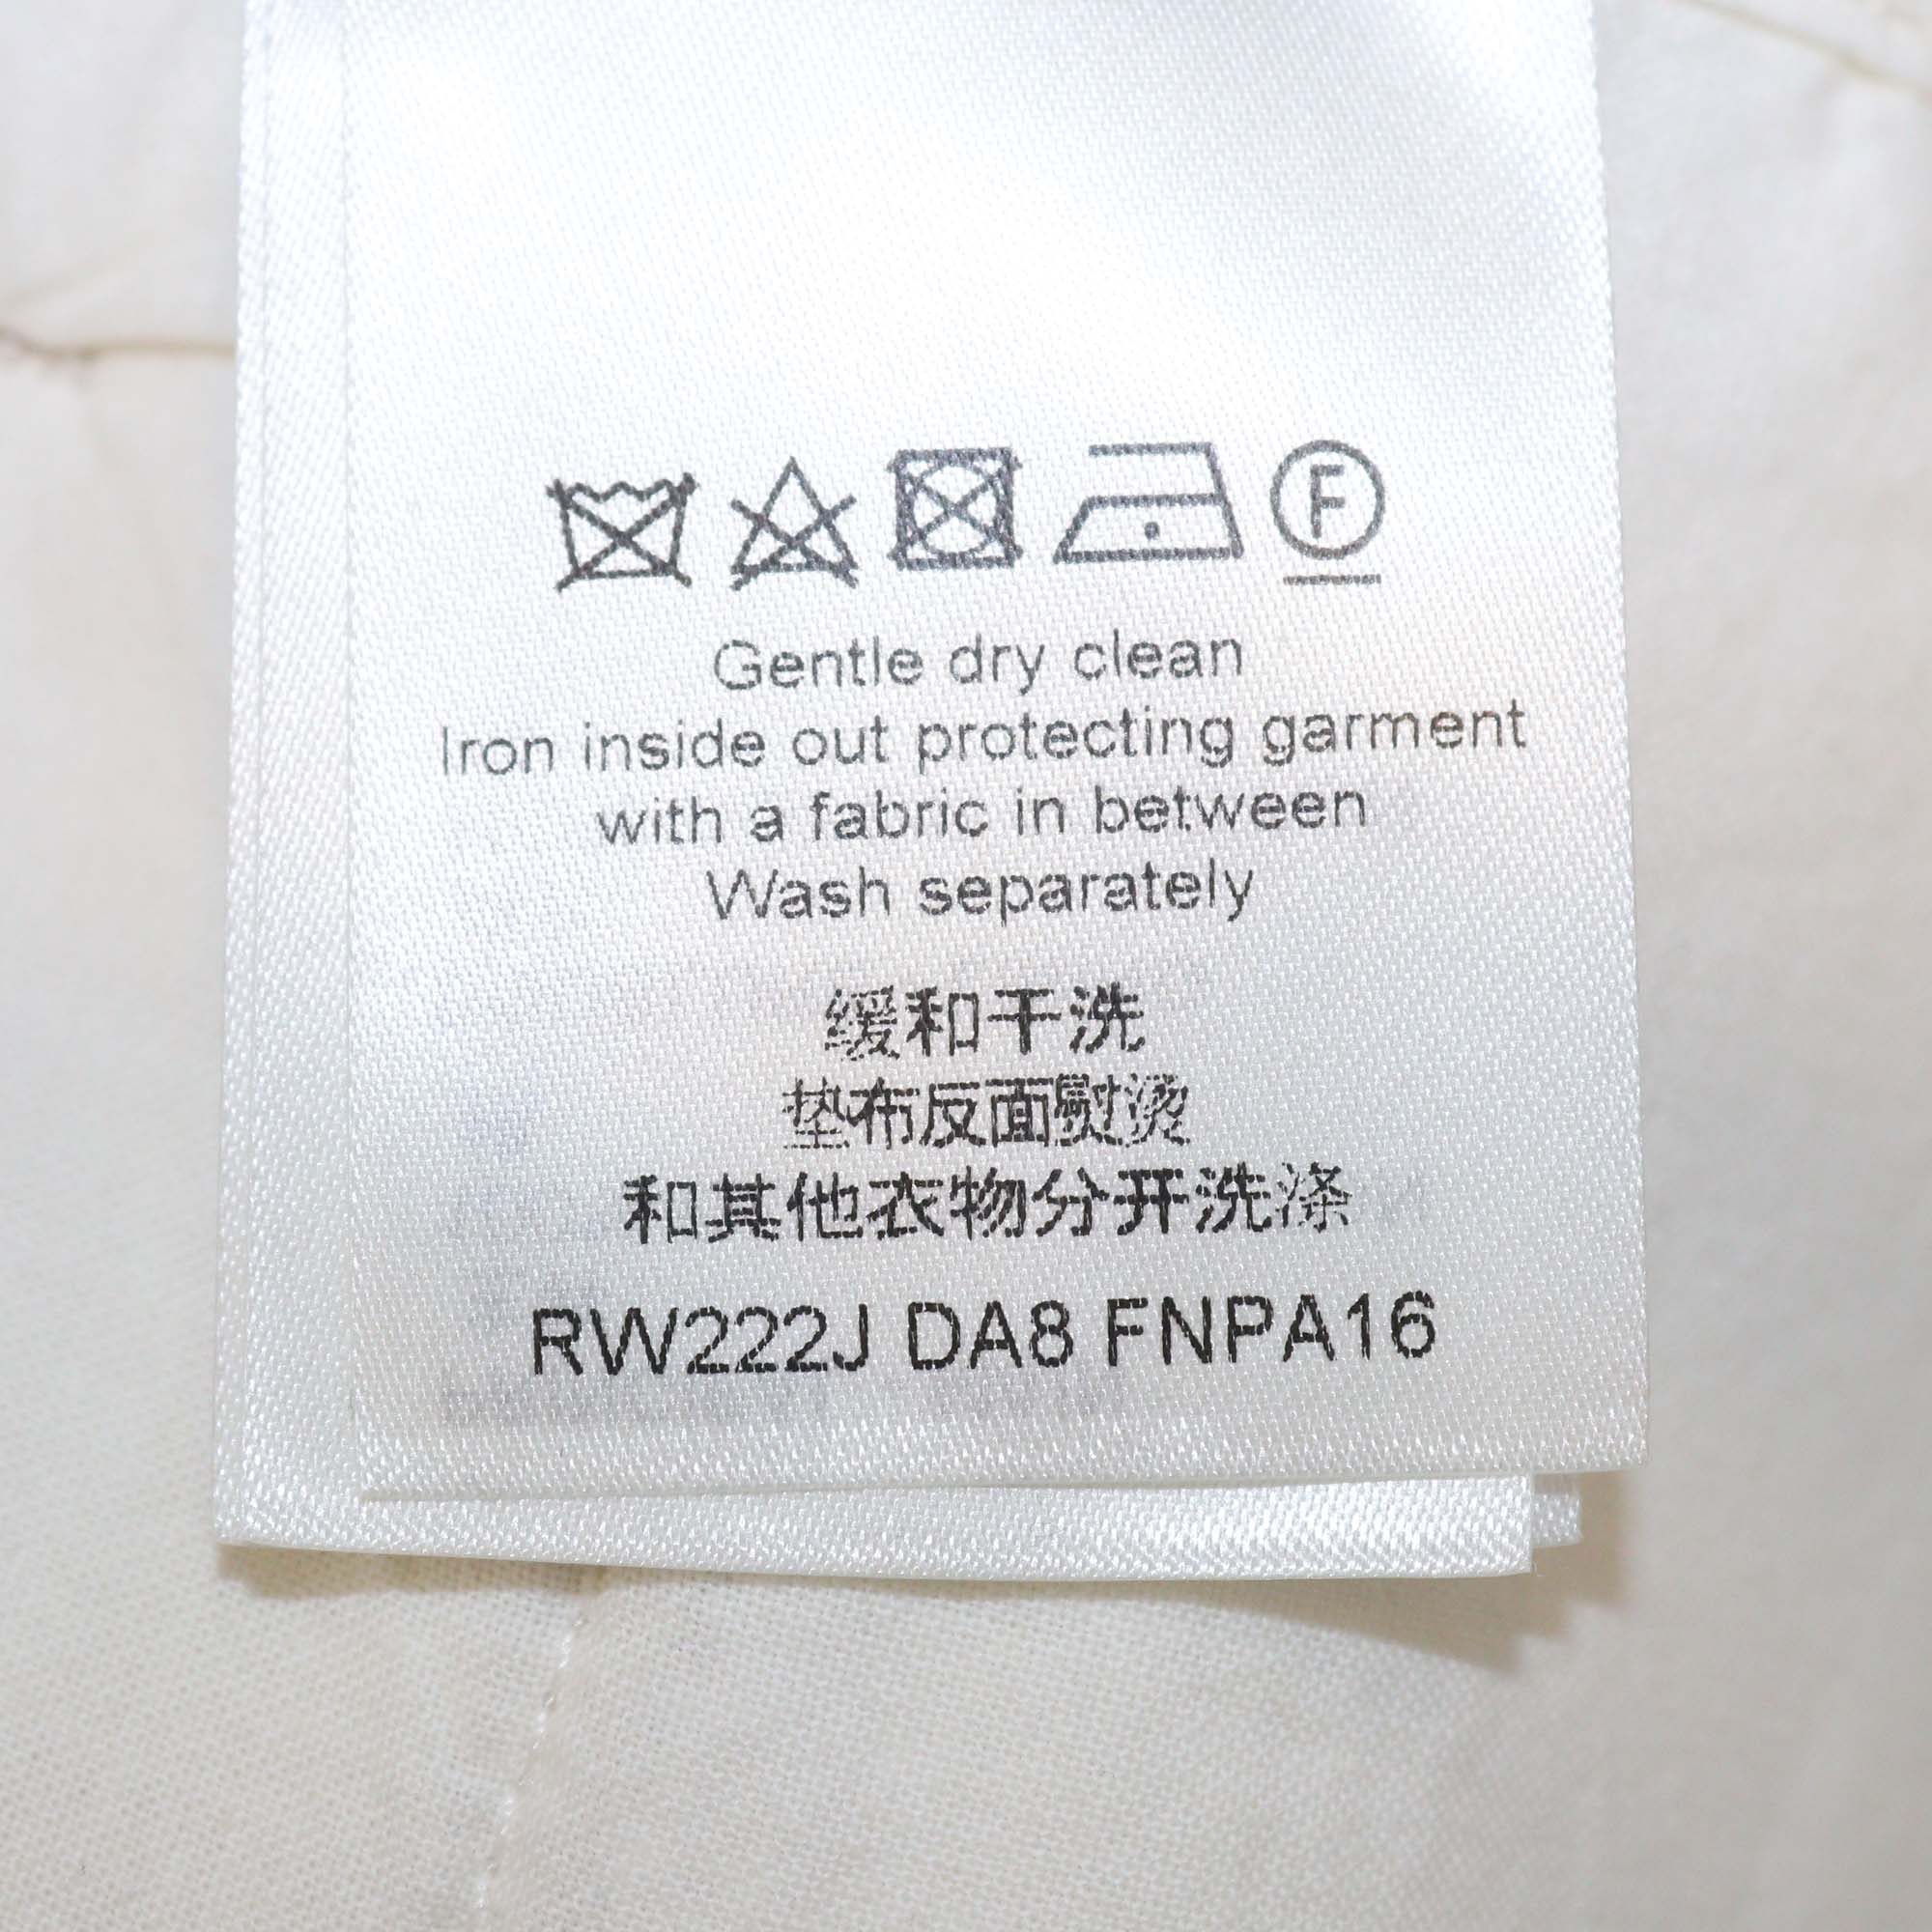 F
Gentle dry clean
Iron inside out protecting garment
with a fabric in between
Wash separately
缓和干洗
垫布反面熨烫
和其他衣物分开洗涤
RW222J DA8 FNPA16